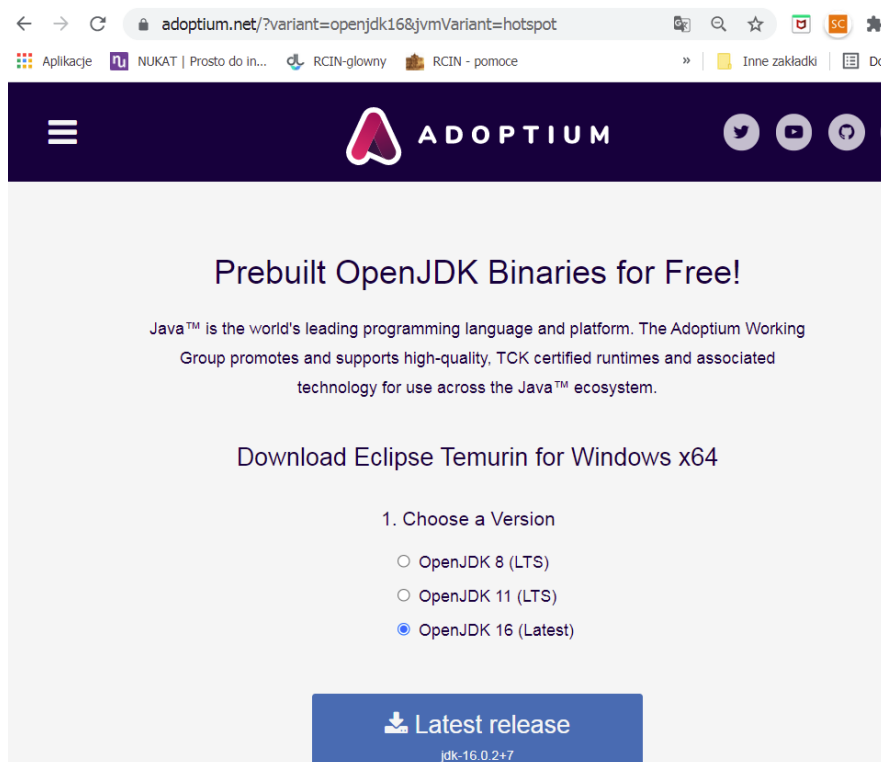 adoptium.net/?variant=openjdk16&jvmVariant=hotspot
SC
Aplikacje
NUKAT | Prosto do in...
RCIN-glowny
RCIN - pomoce
»
Inne zakładki
ADOPTIUM
Prebuilt OpenJDK Binaries for Free!
Java™ is the world's leading programming language and platform. The Adoptium Working
Group promotes and supports high-quality, TCK certified runtimes and associated
technology for use across the Java™ ecosystem.
Download Eclipse Temurin for Windows x64
1. Choose a Version
OpenJDK 8 (LTS)
OpenJDK 11 (LTS)
OpenJDK 16 (Latest)
Latest release
jdk-16.0.2+7